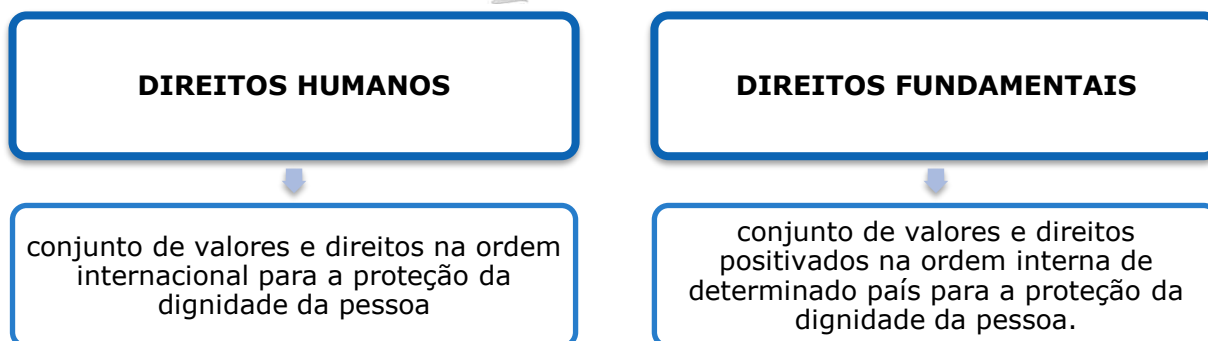 DIREITOS HUMANOS
conjunto de valores e direitos na ordem
internacional para a proteção da
dignidade da pessoa
DIREITOS FUNDAMENTAIS
conjunto de valores e direitos
positivados na ordem interna de
determinado país para a proteção da
dignidade da pessoa.